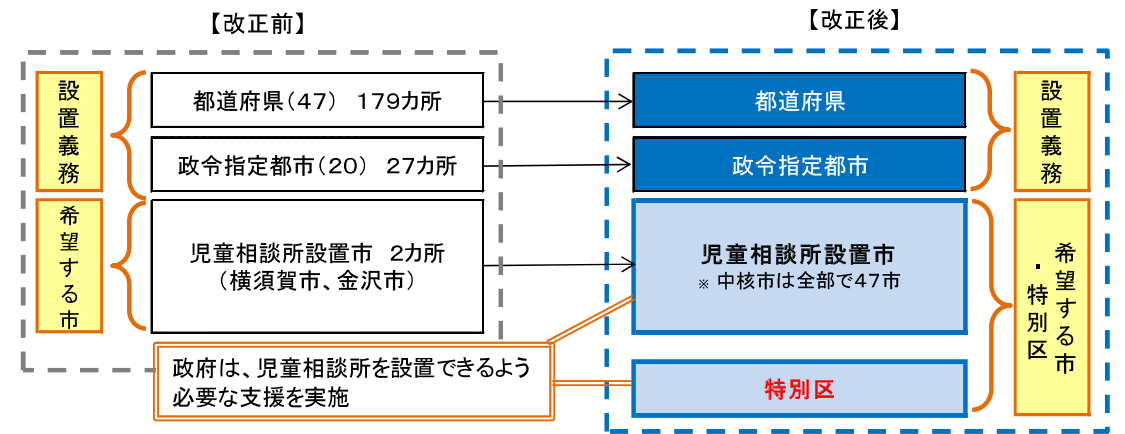 【改正前】
設置義務
都道府県(47) 179カ所
政令指定都市(20) 27カ所
希望する市
児童相談所設置市 2カ所
(横須賀市、金沢市)
政府は、児童相談所を設置できるよう
必要な支援を実施
【改正後】
都道府県
政令指定都市
設置義務
児童相談所設置市
※ 中核市は全部で47市
特別区
希望する市
・特別区